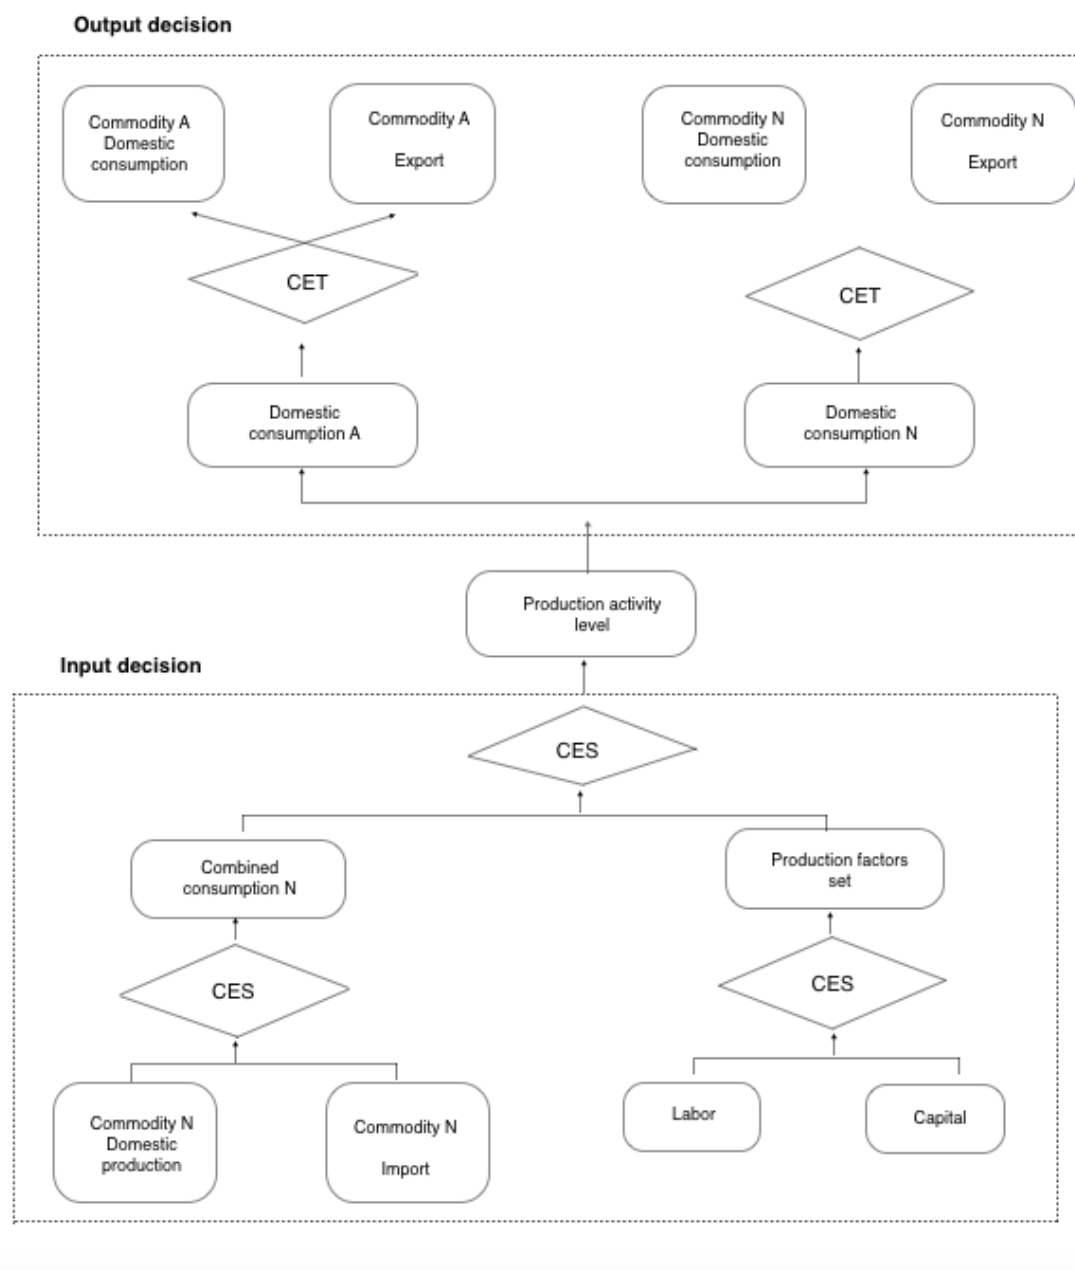 Output decision
Commodity A
Domestic
consumption
Commodity A
Export
Commodity N
Domestic
consumption
Commodity N
Export
CET
CET
Domestic
consumption A
Domestic
consumption N
Production activity
level
Input decision
CES
Combined
consumption N
Production factors
set
CES
CES
Commodity N
Domestic
production
Commodity N
Import
Labor
Capital